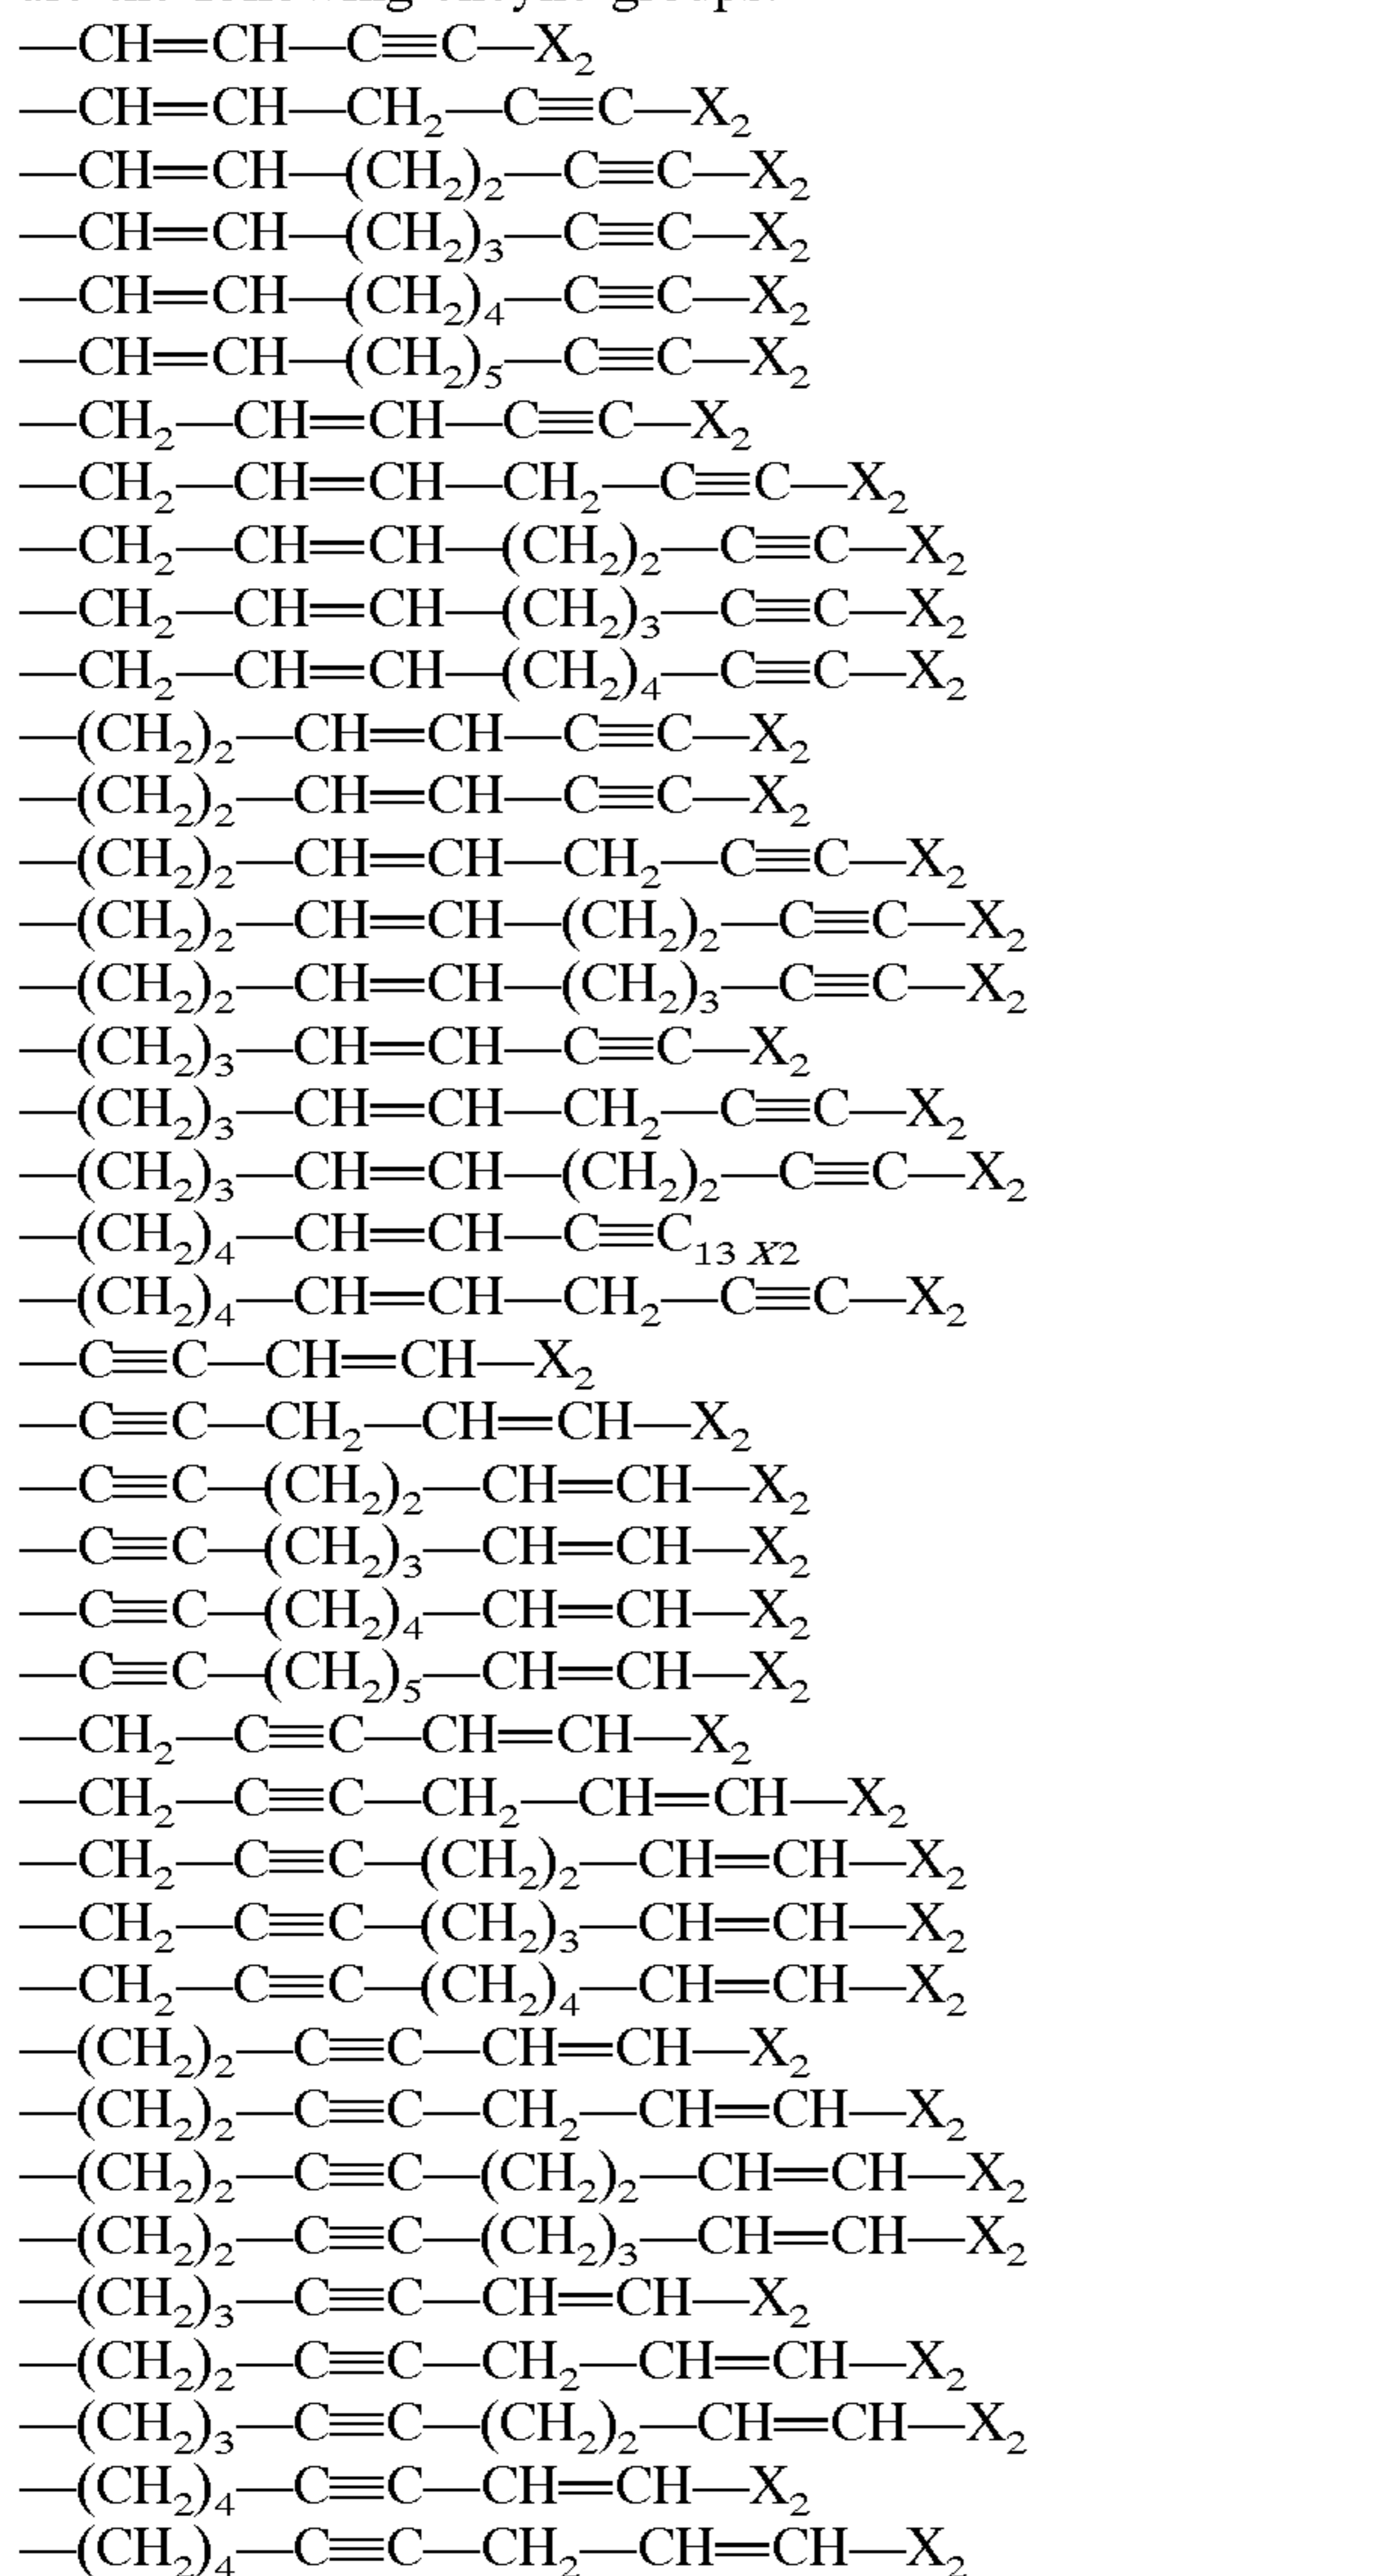 are the following enzyme groups:
—CH=CH—C≡C—X₂
—CH=CH—CH₂—C≡C—X₂
—CH=CH—(CH₂)₂—C≡C—X₂
—CH=CH—(CH₂)₃—C≡C—X₂
—CH=CH—(CH₂)₄—C≡C—X₂
—CH=CH—(CH₂)₅—C≡C—X₂
—CH₂—CH=CH—C≡C—X₂
—CH₂—CH=CH—CH₂—C≡C—X₂
—CH₂—CH=CH—(CH₂)₂—C≡C—X₂
—CH₂—CH=CH—(CH₂)₃—C≡C—X₂
—CH₂—CH=CH—(CH₂)₄—C≡C—X₂
—(CH₂)₂—CH=CH—C≡C—X₂
—(CH₂)₂—CH=CH—C≡C—X₂
—(CH₂)₂—CH=CH—CH₂—C≡C—X₂
—(CH₂)₂—CH=CH—(CH₂)₂—C≡C—X₂
—(CH₂)₂—CH=CH—(CH₂)₃—C≡C—X₂
—(CH₂)₃—CH=CH—C≡C—X₂
—(CH₂)₃—CH=CH—CH₂—C≡C—X₂
—(CH₂)₃—CH=CH—(CH₂)₂—C≡C—X₂
—(CH₂)₄—CH=CH—C≡C₁₃ X2
—(CH₂)₄—CH=CH—CH₂—C≡C—X₂
—C≡C—CH=CH—X₂
—C≡C—CH₂—CH=CH—X₂
—C≡C—(CH₂)₂—CH=CH—X₂
—C≡C—(CH₂)₃—CH=CH—X₂
—C≡C—(CH₂)₄—CH=CH—X₂
—C≡C—(CH₂)₅—CH=CH—X₂
—CH₂—C≡C—CH=CH—X₂
—CH₂—C≡C—CH₂—CH=CH—X₂
—CH₂—C≡C—(CH₂)₂—CH=CH—X₂
—CH₂—C≡C—(CH₂)₃—CH=CH—X₂
—CH₂—C≡C—(CH₂)₄—CH=CH—X₂
—(CH₂)₂—C≡C—CH=CH—X₂
—(CH₂)₂—C≡C—CH₂—CH=CH—X₂
—(CH₂)₂—C≡C—(CH₂)₂—CH=CH—X₂
—(CH₂)₂—C≡C—(CH₂)₃—CH=CH—X₂
—(CH₂)₃—C≡C—CH=CH—X₂
—(CH₂)₂—C≡C—CH₂—CH=CH—X₂
—(CH₂)₃—C≡C—(CH₂)₂—CH=CH—X₂
—(CH₂)₄—C≡C—CH=CH—X₂
—(CH₂)₄—C≡C—CH₂—CH=CH—X₂